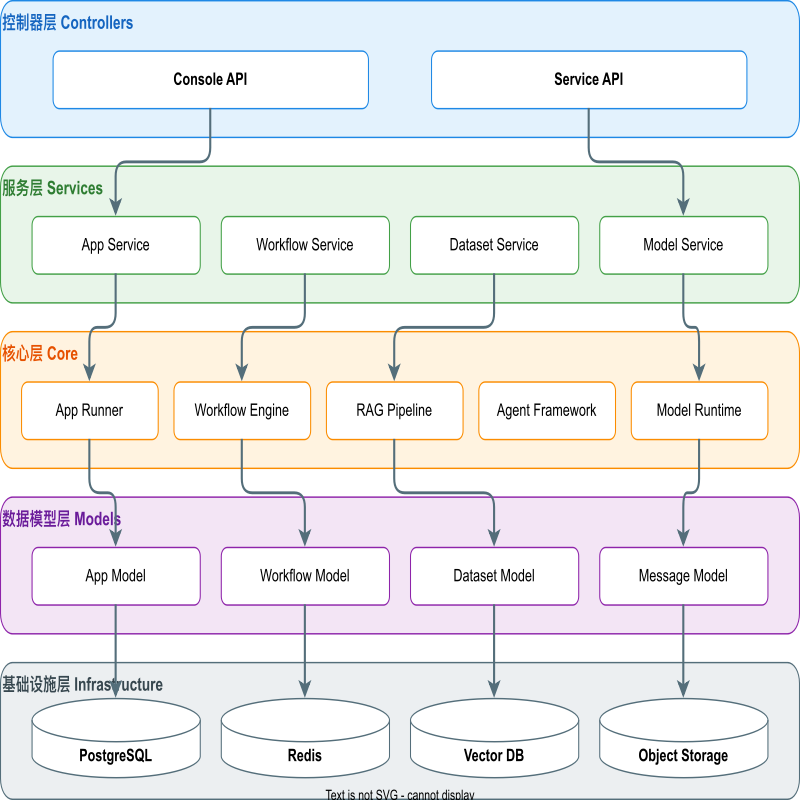 控制器层 Controllers
Console API
Service API
服务层 Services
App Service
Workflow Service
Dataset Service
Model Service
核心层 Core
App Runner
Workflow Engine
RAG Pipeline
Agent Framework
Model Runtime
数据模型层 Models
App Model
Workflow Model
Dataset Model
Message Model
基础设施层 Infrastructure
PostgreSQL
Redis
Vector DB
Object Storage
Text is not SVG - cannot display